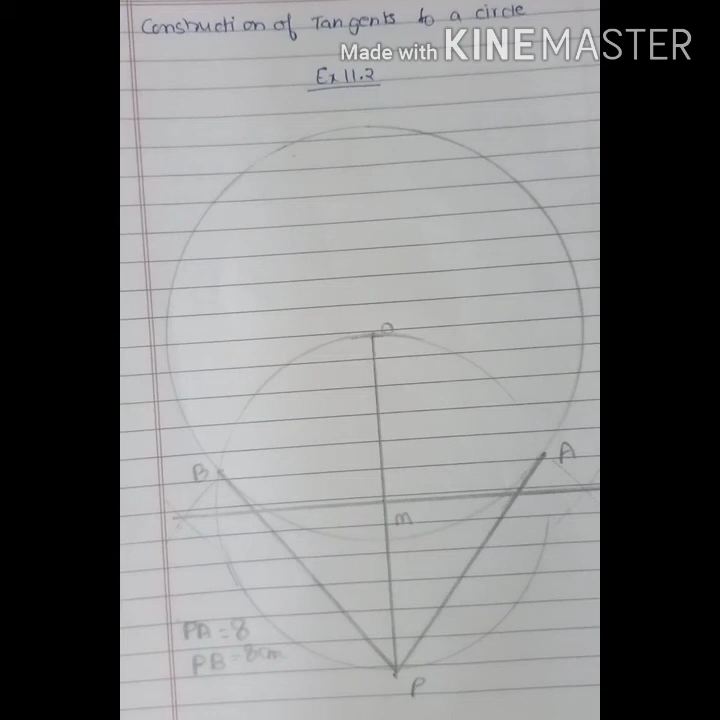 Construction of Tangents to a circle
Made with KINEMASTER
Ex 11.2
O
A
B
M
PA = 8
PB = 8cm
P